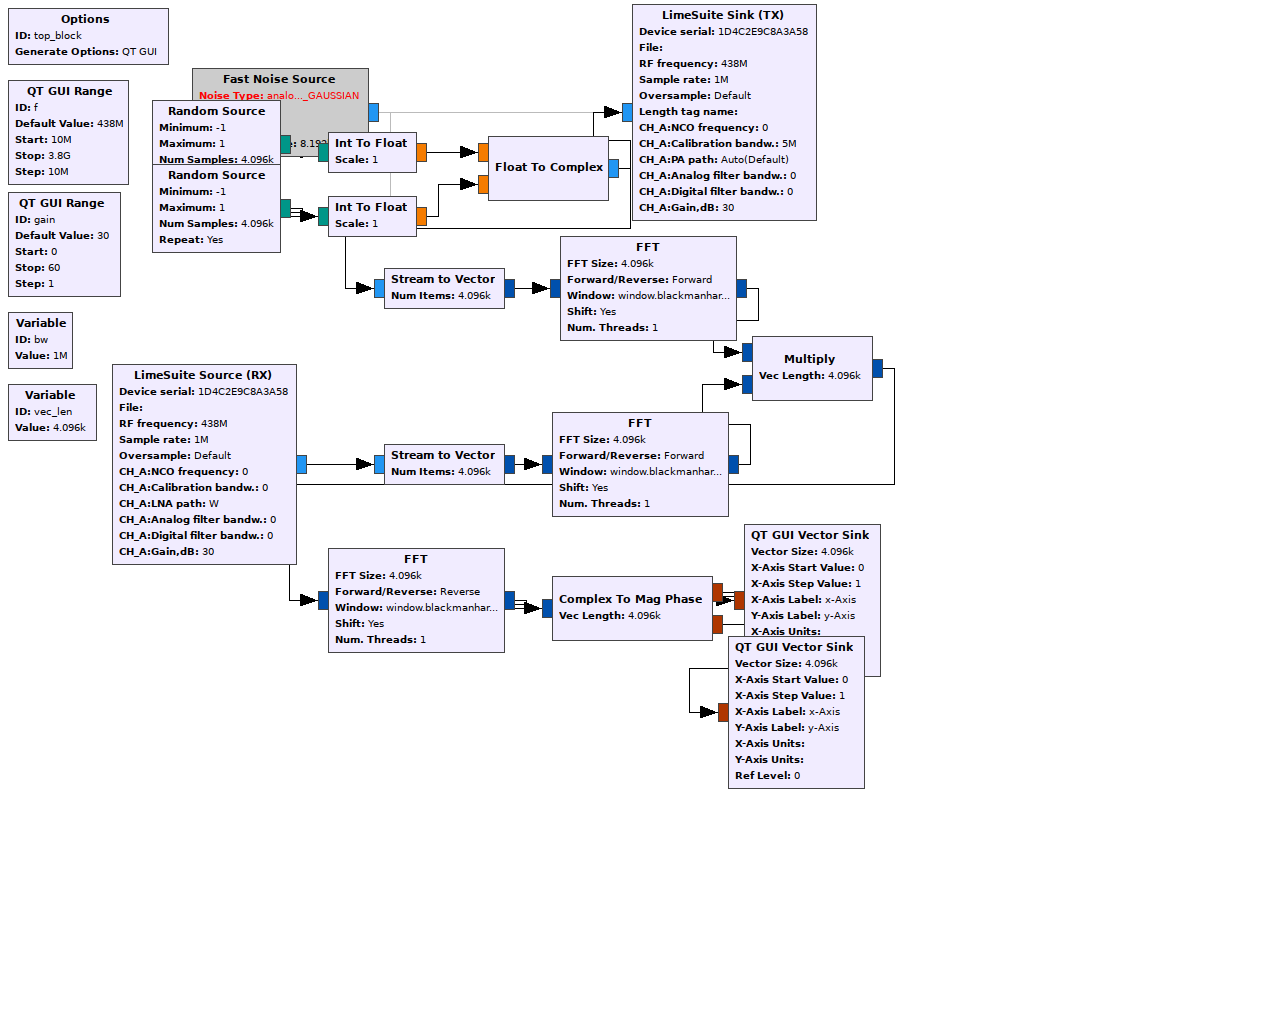 Options
ID: top_block
Generate Options: QT GUI
QT GUI Range
ID: f
Default Value: 438M
Start: 10M
Stop: 3.8G
Step: 10M
QT GUI Range
ID: gain
Default Value: 30
Start: 0
Stop: 60
Step: 1
Variable
ID: bw
Value: 1M
Variable
ID: vec_len
Value: 4.096k
Fast Noise Source
Noise Type: analo..._GAUSSIAN
: 8.192
Random Source
Minimum: -1
Maximum: 1
Num Samples: 4.096k
Random Source
Minimum: -1
Maximum: 1
Num Samples: 4.096k
Repeat: Yes
Int To Float
Scale: 1
Int To Float
Scale: 1
Float To Complex
LimeSuite Sink (TX)
Device serial: 1D4C2E9C8A3A58
File:
RF frequency: 438M
Sample rate: 1M
Oversample: Default
Length tag name:
CH_A:NCO frequency: 0
CH_A:Calibration bandw.: 5M
CH_A:PA path: Auto(Default)
CH_A:Analog filter bandw.: 0
CH_A:Digital filter bandw.: 0
CH_A:Gain,dB: 30
Stream to Vector
Num Items: 4.096k
FFT
FFT Size: 4.096k
Forward/Reverse: Forward
Window: window.blackmanhar...
Shift: Yes
Num. Threads: 1
Multiply
Vec Length: 4.096k
LimeSuite Source (RX)
Device serial: 1D4C2E9C8A3A58
File:
RF frequency: 438M
Sample rate: 1M
Oversample: Default
CH_A:NCO frequency: 0
CH_A:Calibration bandw.: 0
CH_A:LNA path: W
CH_A:Analog filter bandw.: 0
CH_A:Digital filter bandw.: 0
CH_A:Gain,dB: 30
Stream to Vector
Num Items: 4.096k
FFT
FFT Size: 4.096k
Forward/Reverse: Forward
Window: window.blackmanhar...
Shift: Yes
Num. Threads: 1
FFT
FFT Size: 4.096k
Forward/Reverse: Reverse
Window: window.blackmanhar...
Shift: Yes
Num. Threads: 1
Complex To Mag Phase
Vec Length: 4.096k
QT GUI Vector Sink
Vector Size: 4.096k
X-Axis Start Value: 0
X-Axis Step Value: 1
X-Axis Label: x-Axis
Y-Axis Label: y-Axis
X-Axis Units:
QT GUI Vector Sink
Vector Size: 4.096k
X-Axis Start Value: 0
X-Axis Step Value: 1
X-Axis Label: x-Axis
Y-Axis Label: y-Axis
X-Axis Units:
Y-Axis Units:
Ref Level: 0